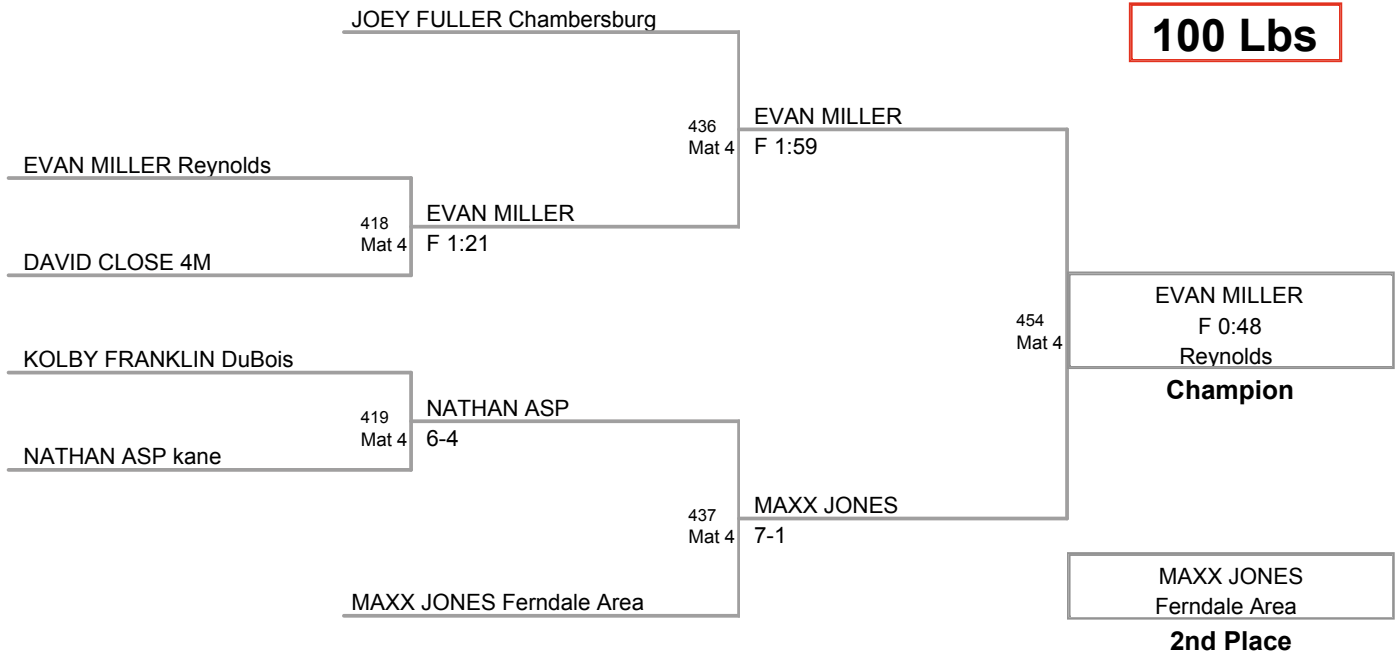 JOEY FULLER Chambersburg
100 Lbs
436
Mat 4
EVAN MILLER
F 1:59
EVAN MILLER Reynolds
418
Mat 4
EVAN MILLER
F 1:21
DAVID CLOSE 4M
454
Mat 4
EVAN MILLER
F 0:48
Reynolds
Champion
KOLBY FRANKLIN DuBois
419
Mat 4
NATHAN ASP
6-4
NATHAN ASP kane
437
Mat 4
MAXX JONES
7-1
MAXX JONES Ferndale Area
MAXX JONES
Ferndale Area
2nd Place